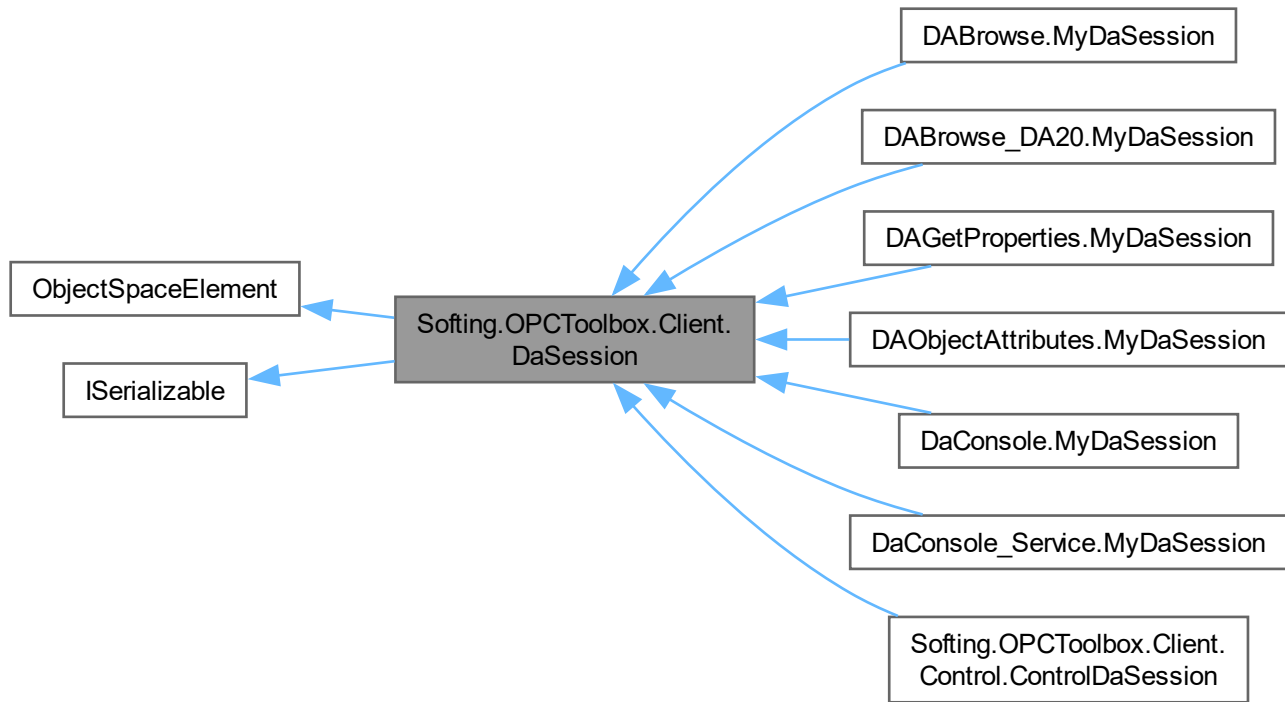 DABrowse.MyDaSession
DABrowse_DA20.MyDaSession
DAGetProperties.MyDaSession
ObjectSpaceElement
Softing.OPCToolbox.Client.
DaSession
DAObjectAttributes.MyDaSession
ISerializable
DaConsole.MyDaSession
DaConsole_Service.MyDaSession
Softing.OPCToolbox.Client.
Control.ControlDaSession